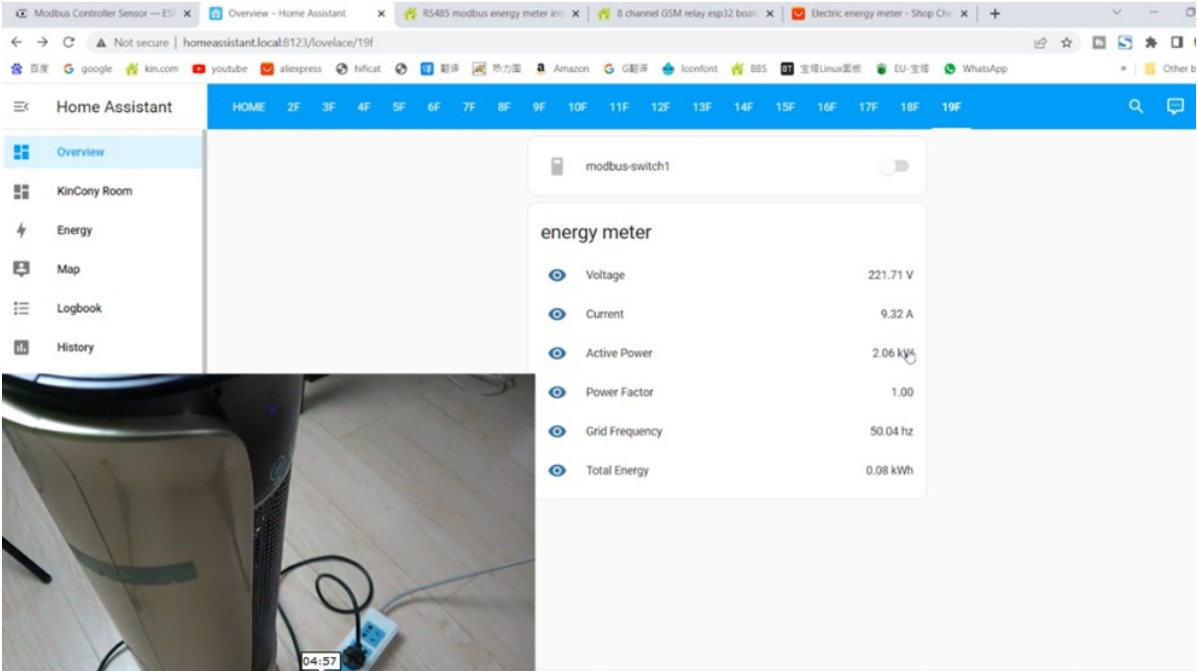 Modbus Controller Sensor — ESP
Overview – Home Assistant
RS485 modbus energy meter int
8 channel GSM relay esp32 boar
Electric energy meter - Shop Che
Not secure | homeassistant.local:8123/lovelace/19f
百度 google kin.com youtube aliexpress hificat 翻译 热力图 Amazon G翻译 Iconfont BBS 宝塔Linux面板 EU-宝塔 WhatsApp » Other b
Home Assistant
HOME 2F 3F 4F 5F 6F 7F 8F 9F 10F 11F 12F 13F 14F 15F 16F 17F 18F 19F
Overview
KinCony Room
Energy
Map
Logbook
History
modbus-switch1
energy meter
Voltage 221.71 V
Current 9.32 A
Active Power 2.06 kW
Power Factor 1.00
Grid Frequency 50.04 hz
Total Energy 0.08 kWh
04:57